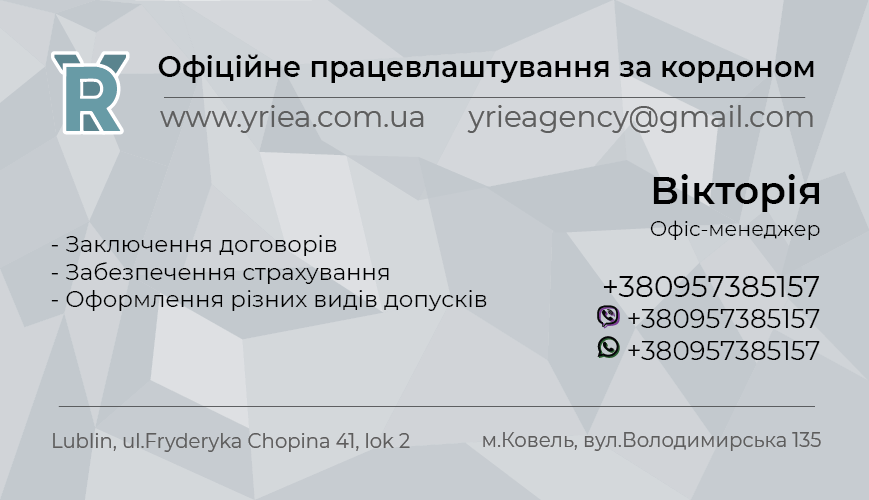 YR
Офіційне працевлаштування за кордоном
www.yriea.com.ua yrieagency@gmail.com
Вікторія
Офіс-менеджер
- Заключення договорів
- Забезпечення страхування
- Оформлення різних видів допусків
+380957385157
+380957385157
+380957385157
Lublin, ul.Fryderyka Chopina 41, lok 2
м.Ковель, вул.Володимирська 135